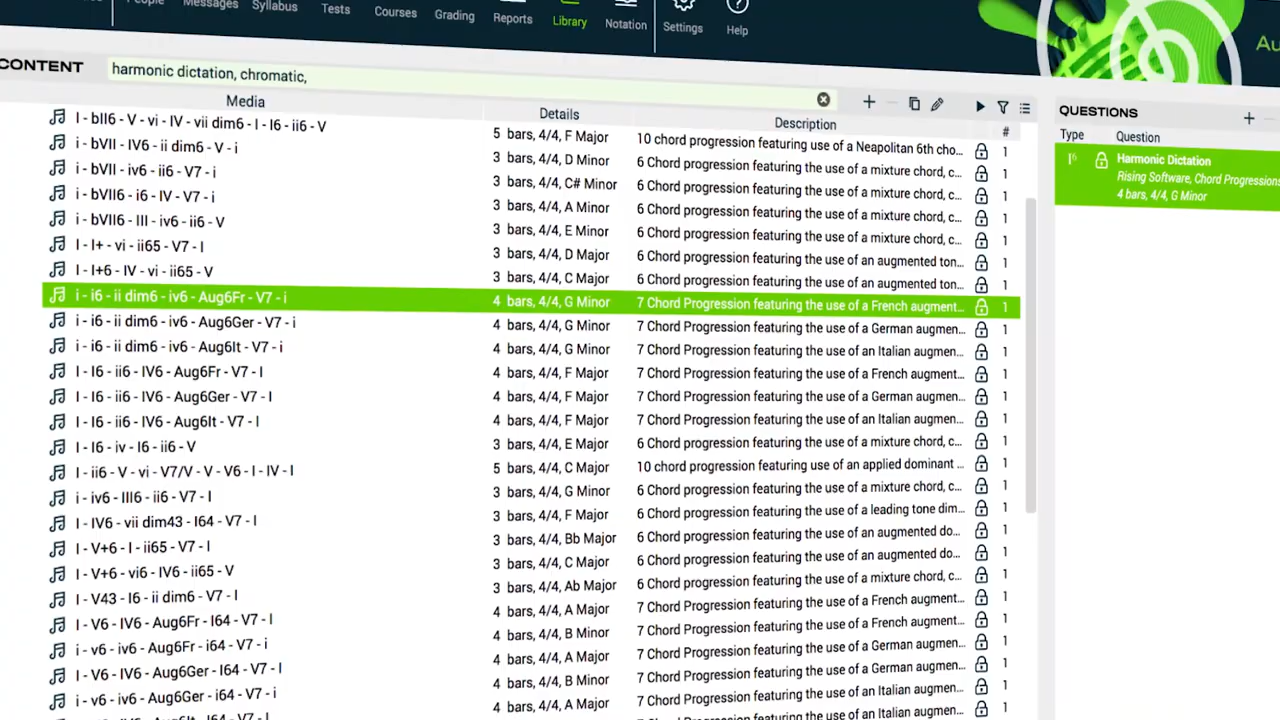 People
Messages
Syllabus
Tests
Courses
Grading
Reports
Library
Notation
Settings
Help
Au
CONTENT
harmonic dictation, chromatic,
Media Details Description #
I - bII6 - V - vi - IV - vii dim6 - I - I6 - ii6 - V 5 bars, 4/4, F Major 10 chord progression featuring use of a Neapolitan 6th cho... 1
i - bVII - IV6 - ii dim6 - V - i 3 bars, 4/4, D Minor 6 Chord progression featuring the use of a mixture chord, c... 1
i - bVII - iv6 - ii6 - V7 - i 3 bars, 4/4, C# Minor 6 Chord progression featuring the use of a mixture chord, c... 1
i - bVII6 - i6 - IV - V7 - i 3 bars, 4/4, A Minor 6 Chord progression featuring the use of a mixture chord, c... 1
i - bVII6 - III - iv6 - ii6 - V 3 bars, 4/4, E Minor 6 Chord progression featuring the use of a mixture chord, c... 1
I - I+ - vi - ii65 - V7 - I 3 bars, 4/4, D Major 6 Chord progression featuring the use of an augmented ton... 1
I - I+6 - IV - vi - ii65 - V 3 bars, 4/4, C Major 6 Chord progression featuring the use of an augmented ton... 1
i - i6 - ii dim6 - iv6 - Aug6Fr - V7 - i 4 bars, 4/4, G Minor 7 Chord Progression featuring the use of a French augment... 1
i - i6 - ii dim6 - iv6 - Aug6Ger - V7 - i 4 bars, 4/4, G Minor 7 Chord Progression featuring the use of a German augmen... 1
i - i6 - ii dim6 - iv6 - Aug6It - V7 - i 4 bars, 4/4, G Minor 7 Chord Progression featuring the use of an Italian augmen... 1
I - I6 - ii6 - IV6 - Aug6Fr - V7 - I 4 bars, 4/4, F Major 7 Chord Progression featuring the use of a French augment... 1
I - I6 - ii6 - IV6 - Aug6Ger - V7 - I 4 bars, 4/4, F Major 7 Chord Progression featuring the use of a German augmen... 1
I - I6 - ii6 - IV6 - Aug6It - V7 - I 4 bars, 4/4, F Major 7 Chord Progression featuring the use of an Italian augmen... 1
I - I6 - iv - I6 - ii6 - V 3 bars, 4/4, E Major 6 Chord progression featuring the use of a mixture chord, c... 1
I - ii6 - V - vi - V7/V - V - V6 - I - IV - I 5 bars, 4/4, C Major 10 chord progression featuring use of an applied dominant ... 1
i - iv6 - III6 - ii6 - V7 - I 3 bars, 4/4, G Minor 6 Chord progression featuring the use of a mixture chord, c... 1
I - IV6 - vii dim43 - I64 - V7 - I 3 bars, 4/4, F Major 6 Chord progression featuring the use of a leading tone dim... 1
I - V+6 - I - ii65 - V7 - I 3 bars, 4/4, Bb Major 6 Chord progression featuring the use of an augmented do... 1
I - V+6 - vi6 - IV6 - ii65 - V 3 bars, 4/4, C Major 6 Chord progression featuring the use of an augmented do... 1
I - V43 - I6 - ii dim6 - V7 - I 3 bars, 4/4, Ab Major 6 Chord progression featuring the use of a mixture chord, c... 1
I - V6 - IV6 - Aug6Fr - I64 - V7 - I 4 bars, 4/4, A Major 7 Chord Progression featuring the use of a French augment... 1
i - v6 - iv6 - Aug6Fr - i64 - V7 - i 4 bars, 4/4, B Minor 7 Chord Progression featuring the use of a French augment... 1
I - V6 - IV6 - Aug6Ger - I64 - V7 - I 4 bars, 4/4, A Major 7 Chord Progression featuring the use of a German augmen... 1
i - v6 - iv6 - Aug6Ger - i64 - V7 - i 4 bars, 4/4, B Minor 7 Chord Progression featuring the use of a German augmen... 1
4 bars, 4/4, A Major 7 Chord Progression featuring the use of an Italian augmen... 1
QUESTIONS
Type Question
I6 Harmonic Dictation
Rising Software, Chord Progressions
4 bars, 4/4, G Minor